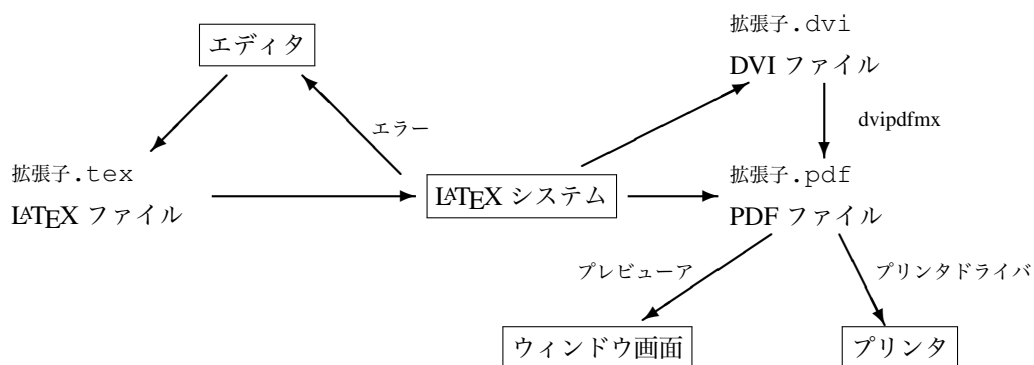 エディタ
拡張子.dvi
DVI ファイル
エラー
dvipdfmx
拡張子.tex
LATEX ファイル
LATEX システム
拡張子.pdf
PDF ファイル
プレビューア
プリンタドライバ
ウィンドウ画面
プリンタ